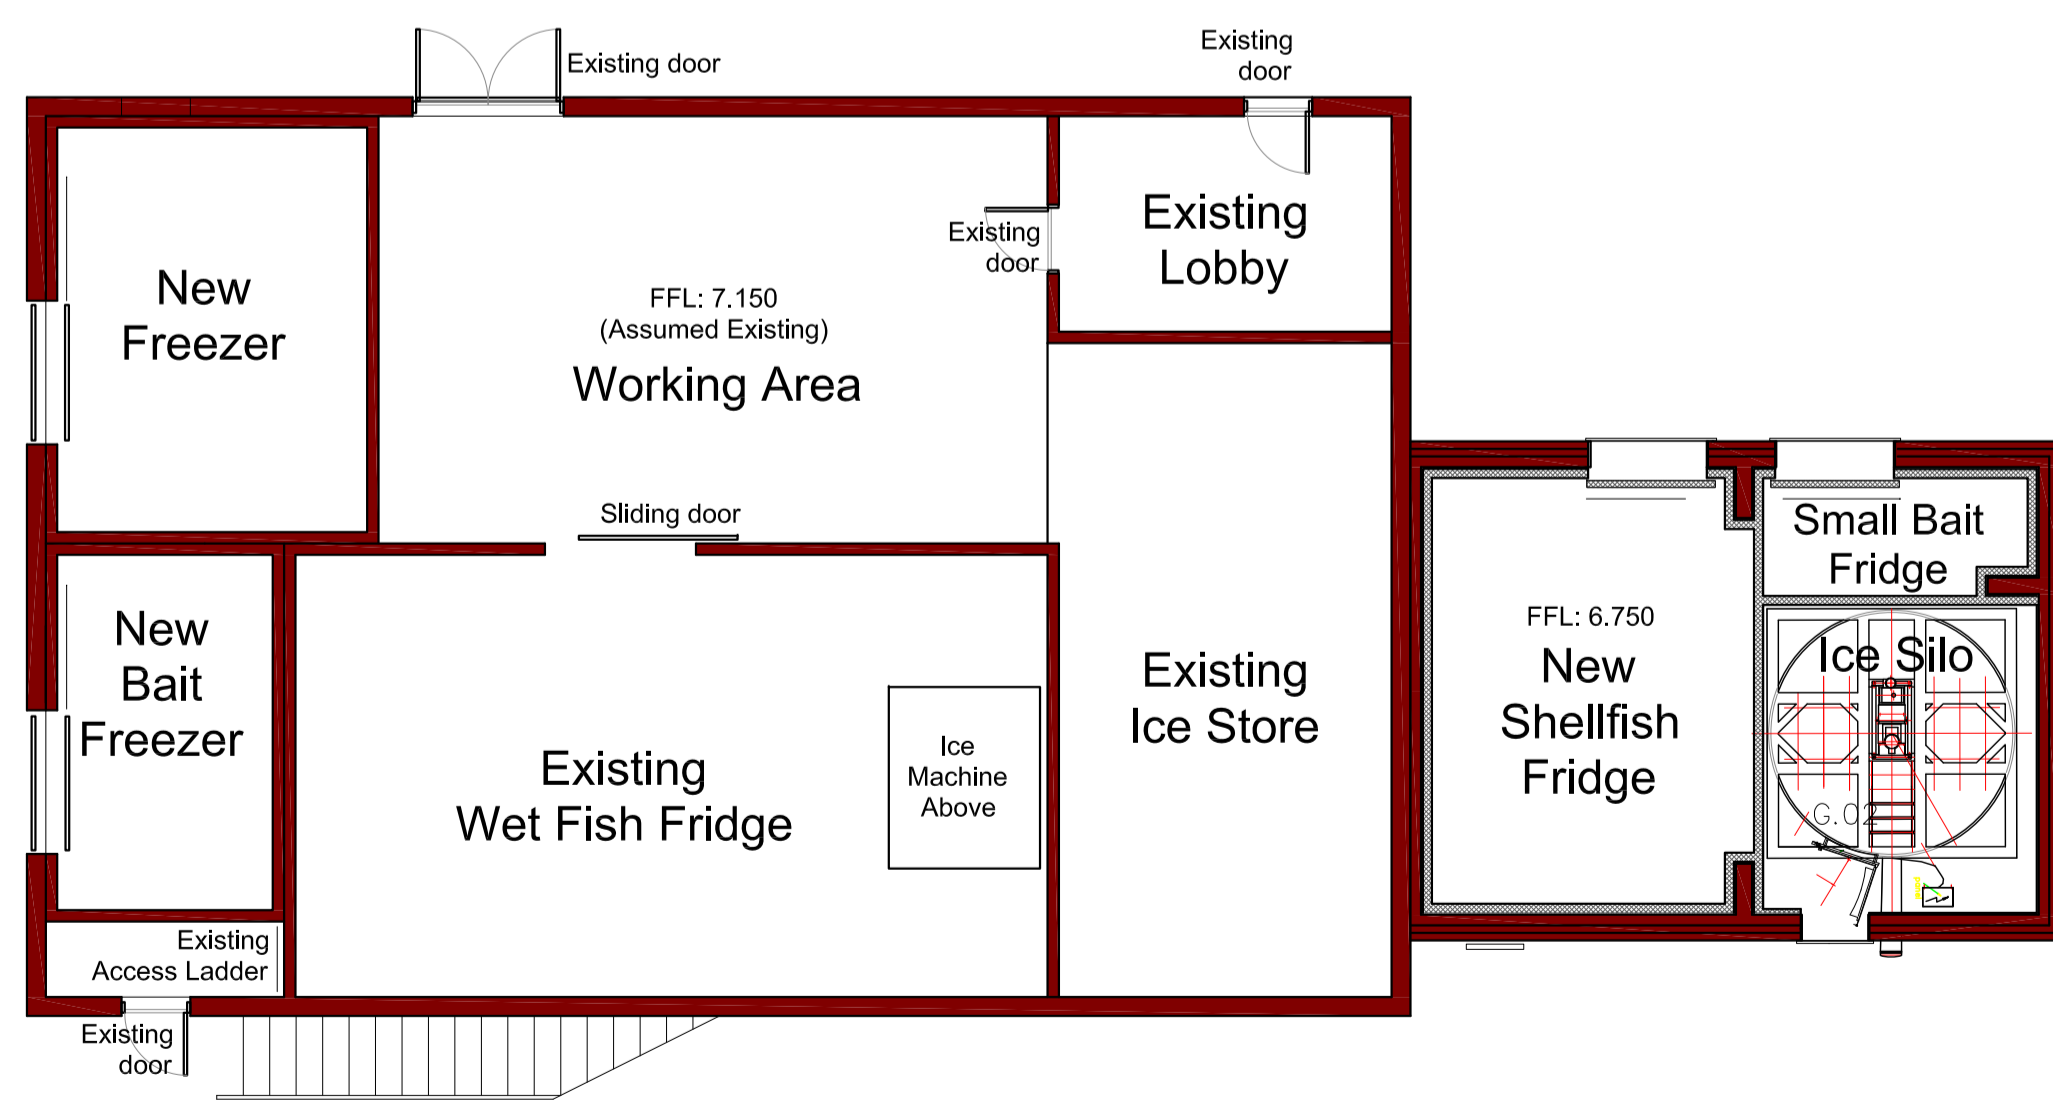 Existing door
Existing
door
New
Freezer
FFL: 7.150
(Assumed Existing)
Working Area
Existing
door
Existing
Lobby
Sliding door
New
Bait
Freezer
Existing
Wet Fish Fridge
Ice
Machine
Above
Existing
Ice Store
FFL: 6.750
New
Shellfish
Fridge
Small Bait
Fridge
Ice Silo
G.02
Existing
Access Ladder
Existing
door